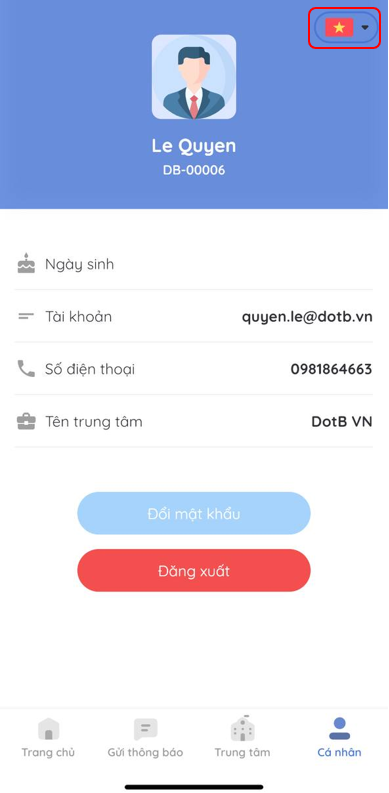 Le Quyen
DB-00006
Ngày sinh
Tài khoản quyen.le@dotb.vn
Số điện thoại 0981864663
Tên trung tâm DotB VN
Đổi mật khẩu
Đăng xuất
Trang chủ Gửi thông báo Trung tâm Cá nhân